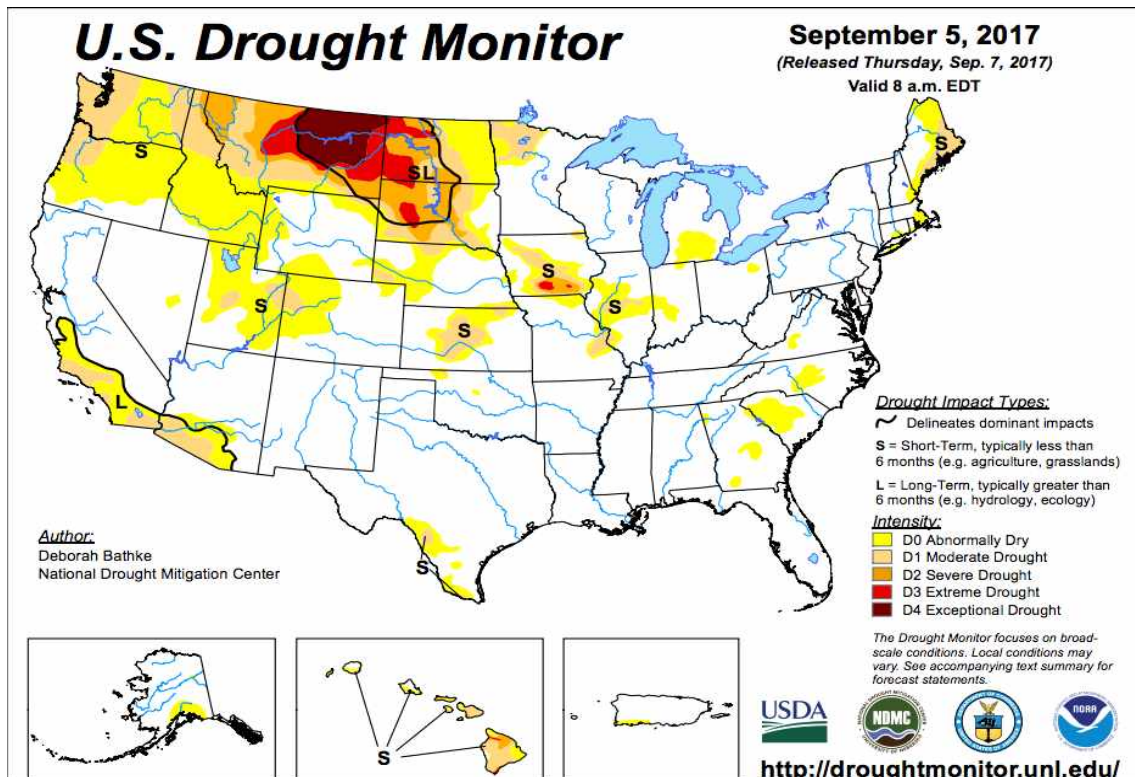 U.S. Drought Monitor
September 5, 2017
(Released Thursday, Sep. 7, 2017)
Valid 8 a.m. EDT
S
S
SL
S
S
S
S
L
S
Drought Impact Types:
Delineates dominant impacts
S = Short-Term, typically less than
6 months (e.g. agriculture, grasslands)
L = Long-Term, typically greater than
6 months (e.g. hydrology, ecology)
Intensity:
D0 Abnormally Dry
D1 Moderate Drought
D2 Severe Drought
D3 Extreme Drought
D4 Exceptional Drought
Author:
Deborah Bathke
National Drought Mitigation Center
The Drought Monitor focuses on broad-
scale conditions. Local conditions may
vary. See accompanying text summary for
forecast statements.
S
USDA
NDMC
NOAA
http://droughtmonitor.unl.edu/